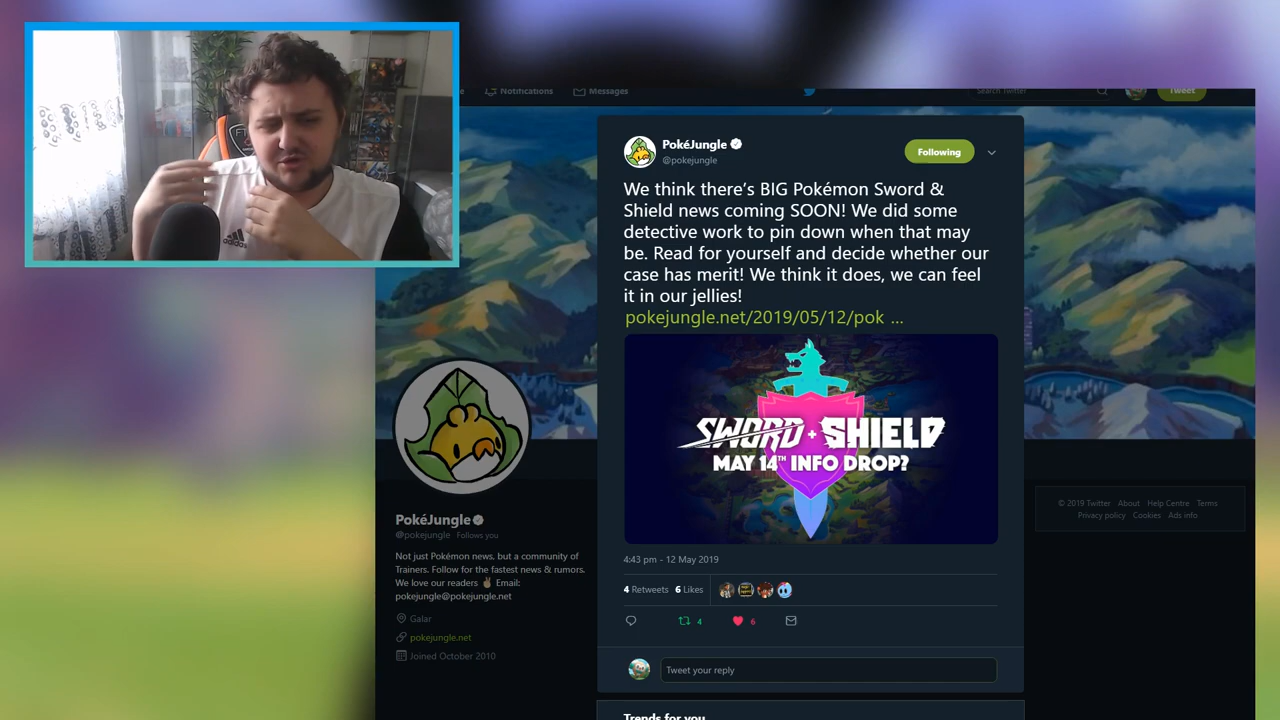 Notifications
Messages
Search Twitter
Tweet
adidas
PokéJungle
@pokejungle
Following
We think there's BIG Pokémon Sword &
Shield news coming SOON! We did some
detective work to pin down when that may
be. Read for yourself and decide whether our
case has merit! We think it does, we can feel
it in our jellies!
pokejungle.net/2019/05/12/pok ...
SWORD + SHIELD
MAY 14TH INFO DROP?
4:43 pm - 12 May 2019
4 Retweets 6 Likes
4
6
Tweet your reply
Trends for you
PokéJungle
@pokejungle Follows you
Not just Pokémon news, but a community of
Trainers. Follow for the fastest news & rumors.
We love our readers ✌🏽 Email:
pokejungle@pokejungle.net
Galar
pokejungle.net
Joined October 2010
© 2019 Twitter About Help Centre Terms
Privacy policy Cookies Ads info